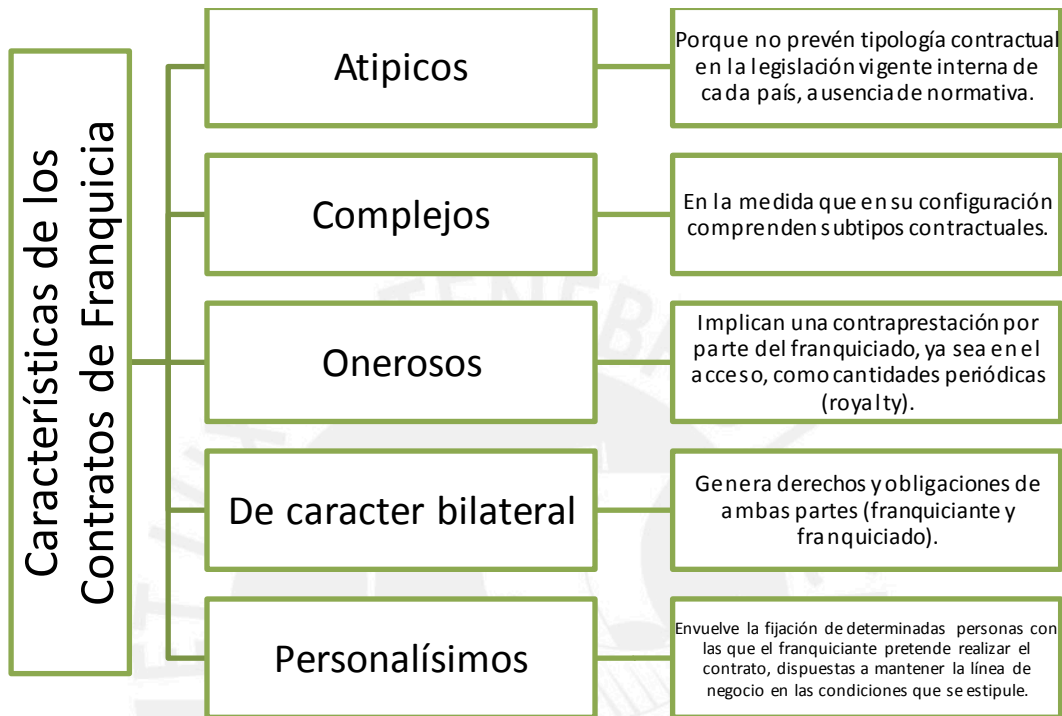 Características de los
Contratos de Franquicia
Atipicos
Porque no prevén tipología contractual
en la legislación vigente interna de
cada país, ausencia de normativa.
Complejos
En la medida que en su configuración
comprenden subtipos contractuales.
Onerosos
Implican una contraprestación por
parte del franquiciado, ya sea en el
acceso, como cantidades periódicas
(royalty).
De caracter bilateral
Genera derechos y obligaciones de
ambas partes (franquiciante y
franquiciado).
Personalísimos
Envuelve la fijación de determinadas personas con
las que el franquiciante pretende realizar el
contrato, dispuestas a mantener la línea de
negocio en las condiciones que se estipule.